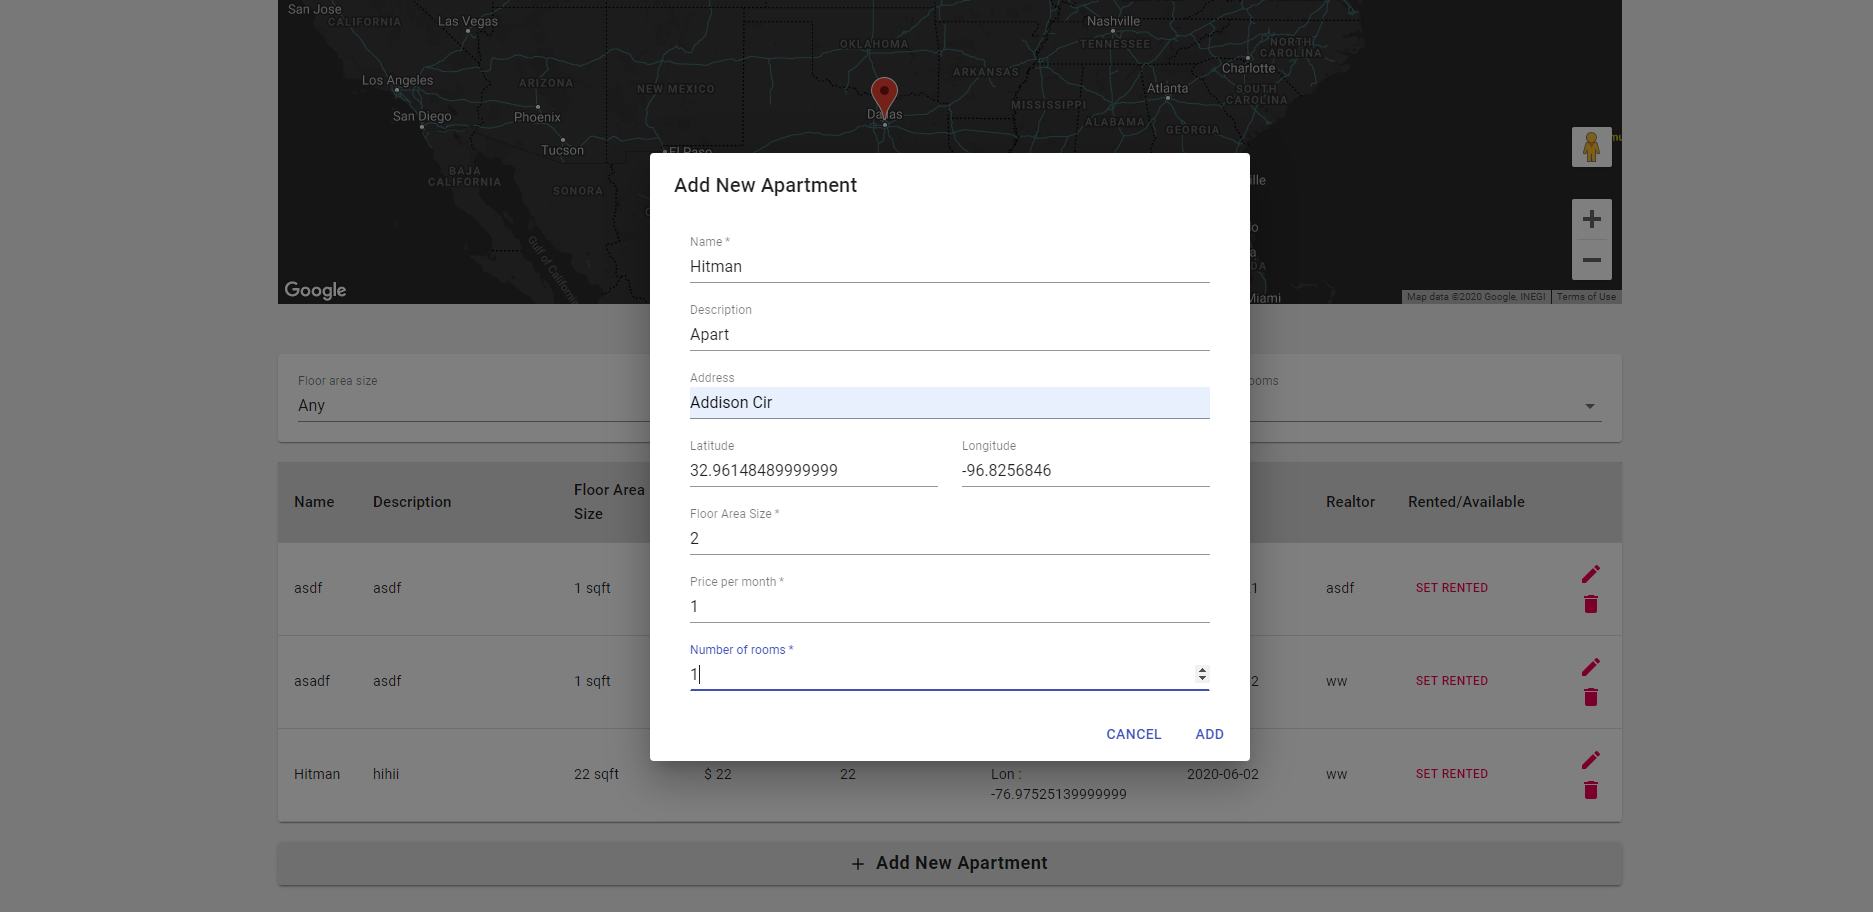 San Jose
CALIFORNIA
Las Vegas
Nashville
OKLAHOMA
TENNESSEE
NORTH
CAROLINA
Los Angeles
ARIZONA
NEW MEXICO
ARKANSAS
Charlotte
Atlanta
SOUTH
CAROLINA
San Diego
Phoenix
Dallas
MISSISSIPPI
ALABAMA
GEORGIA
Tucson
El Paso
BAJA
CALIFORNIA
SONORA
Gulf of California
Google
Miami
Map data ©2020 Google, INEGI
Terms of Use
Add New Apartment
Name *
Hitman
Description
Apart
Address
Addison Cir
Latitude
Longitude
32.96148489999999
-96.8256846
Floor Area Size *
2
Price per month *
1
Number of rooms *
1
CANCEL ADD
Floor area size
Any
ooms
Name Description Floor Area Size Realtor Rented/Available
asdf asdf 1 sqft 1 asdf SET RENTED
asadf asdf 1 sqft 2 ww SET RENTED
Hitman hihii 22 sqft $ 22 22 Lon : 2020-06-02 ww SET RENTED
-76.97525139999999
+ Add New Apartment